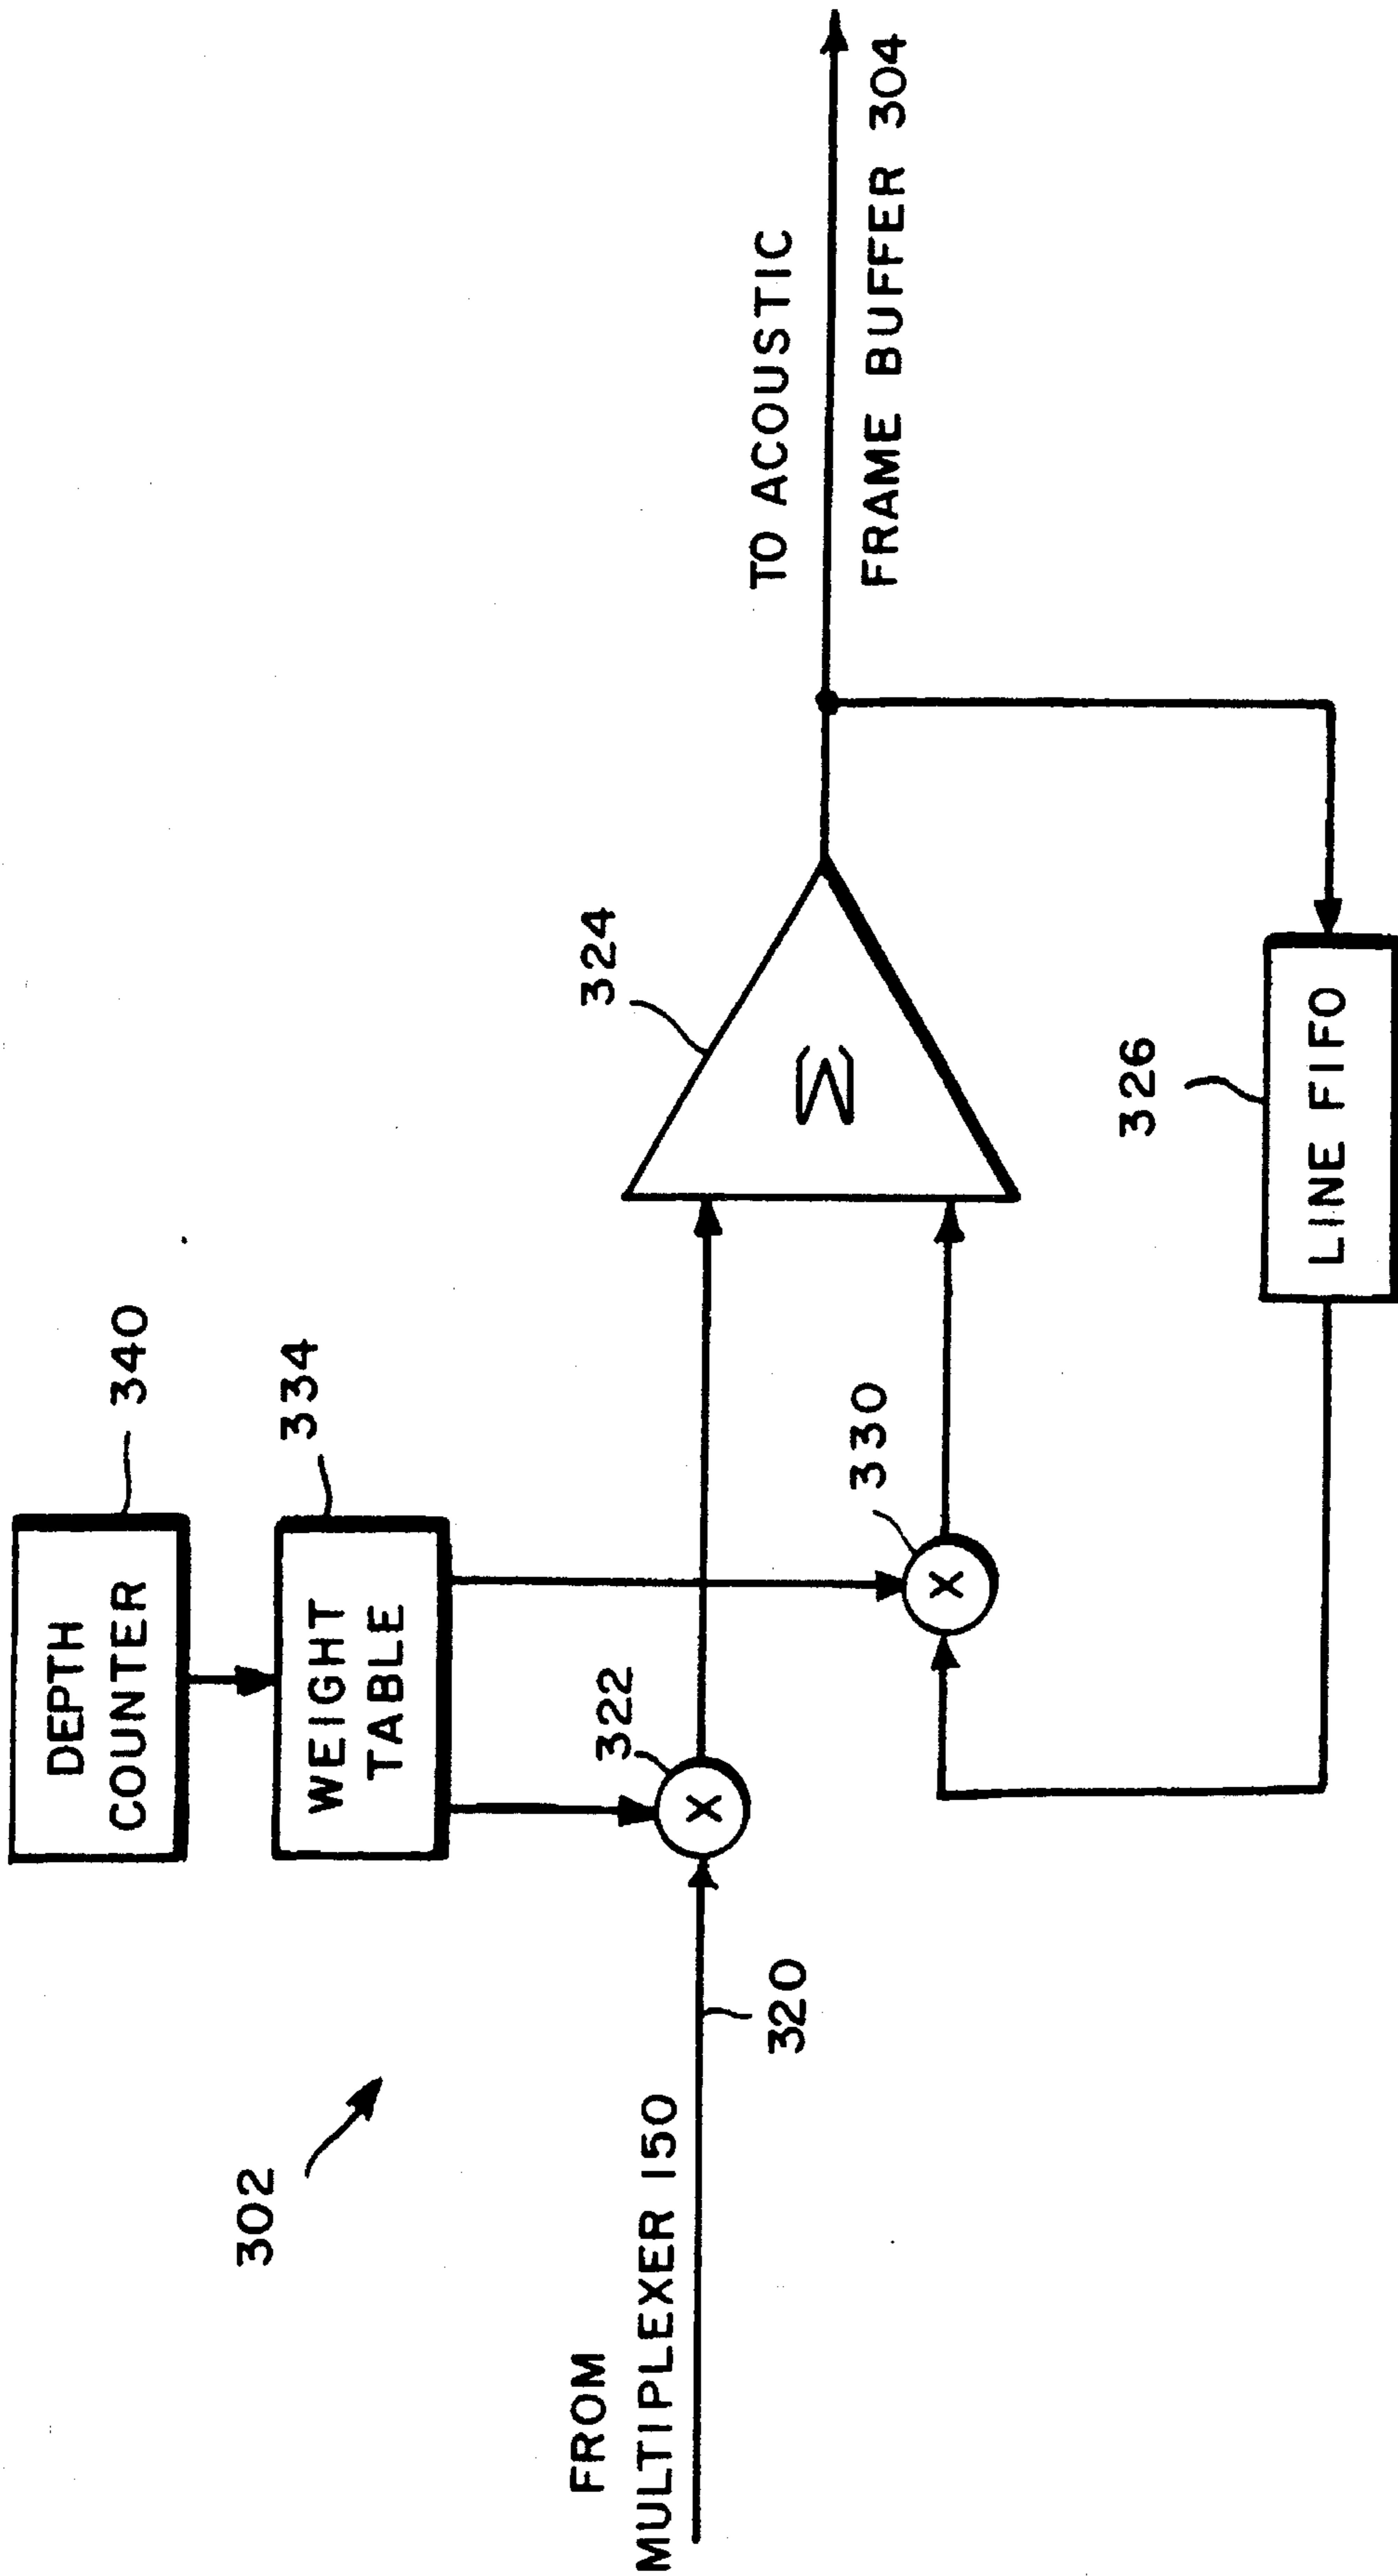 302
DEPTH
COUNTER
340
WEIGHT
TABLE
334
FROM
MULTIPLEXER 150
320
322
X
330
X
324
Σ
326
LINE FIFO
TO ACOUSTIC
FRAME BUFFER 304